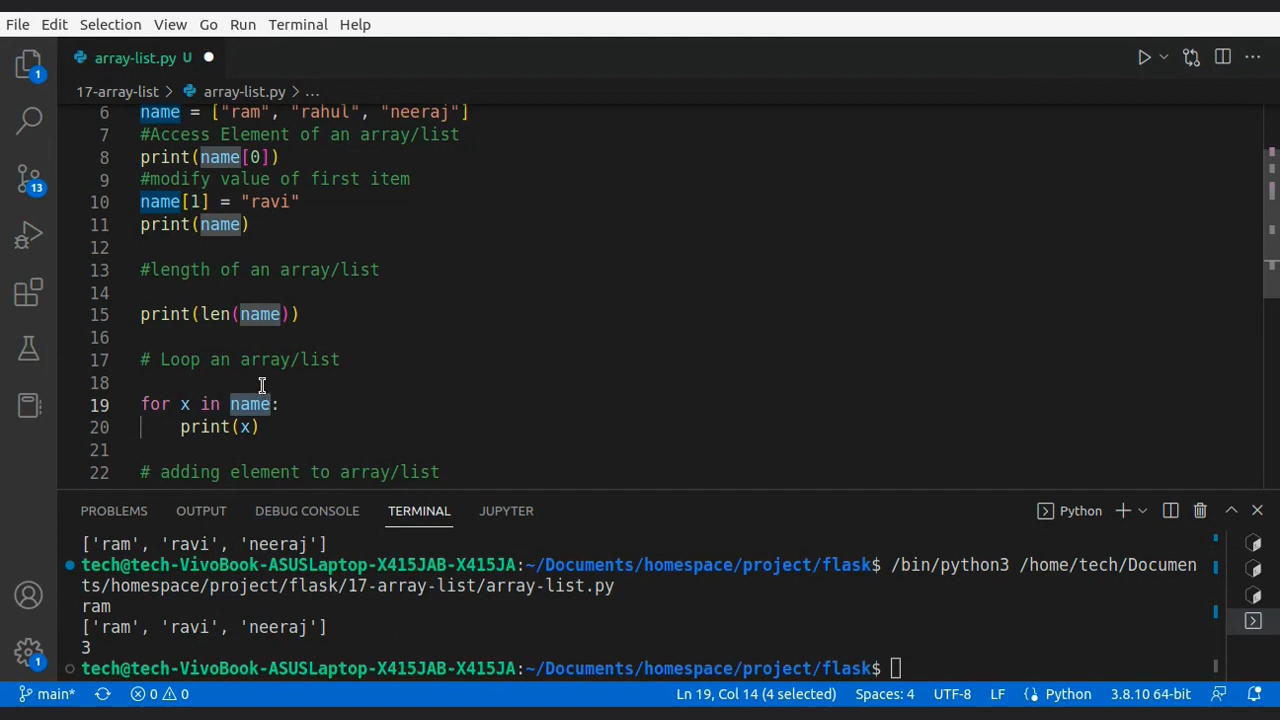 File Edit Selection View Go Run Terminal Help
array-list.py U
17-array-list > array-list.py > ...
6 name = ["ram", "rahul", "neeraj"]
7 #Access Element of an array/list
8 print(name[0])
9 #modify value of first item
10 name[1] = "ravi"
11 print(name)
12
13 #length of an array/list
14
15 print(len(name))
16
17 # Loop an array/list
18
19 for x in name:
20 print(x)
21
22 # adding element to array/list
1
13
1
PROBLEMS OUTPUT DEBUG CONSOLE TERMINAL JUPYTER Python
['ram', 'ravi', 'neeraj']
tech@tech-VivoBook-ASUSLaptop-X415JAB-X415JA:~/Documents/homespace/project/flask$ /bin/python3 /home/tech/Documen
ts/homespace/project/flask/17-array-list/array-list.py
ram
['ram', 'ravi', 'neeraj']
3
tech@tech-VivoBook-ASUSLaptop-X415JAB-X415JA:~/Documents/homespace/project/flask$
main* 0 0 Ln 19, Col 14 (4 selected) Spaces: 4 UTF-8 LF Python 3.8.10 64-bit